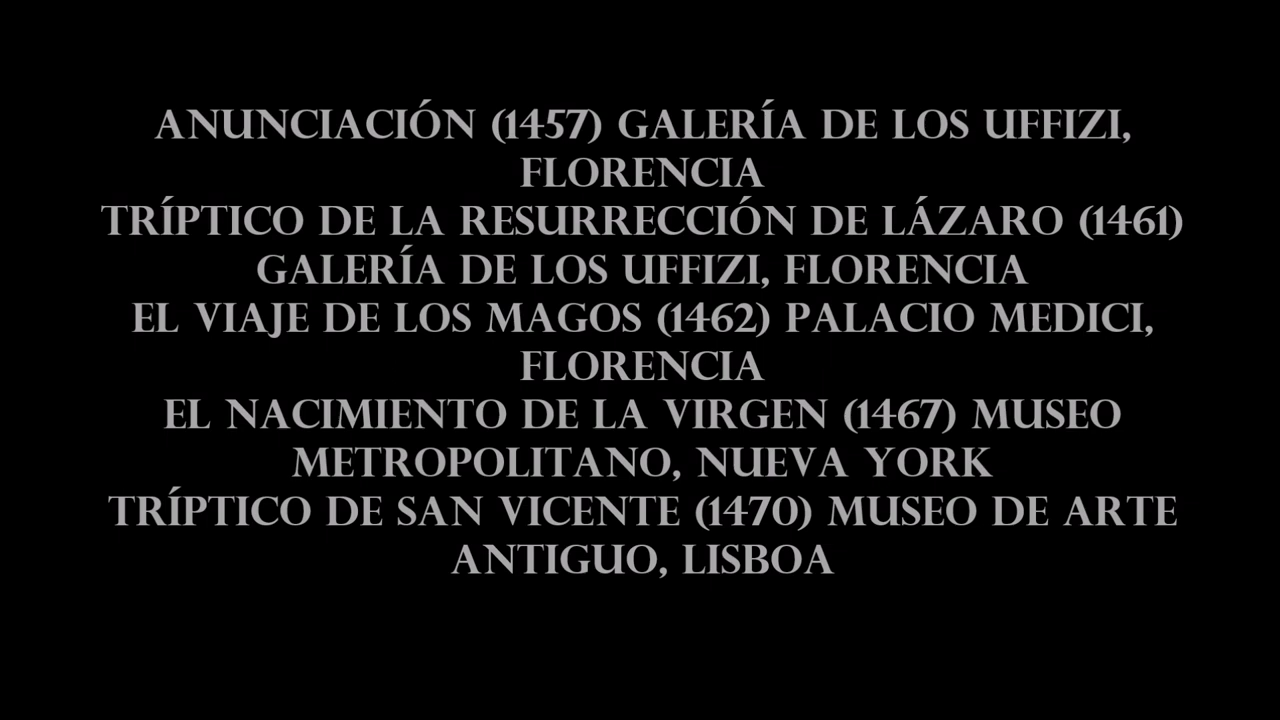 ANUNCIACIÓN (1457) GALERÍA DE LOS UFFIZI,
FLORENCIA
TRÍPTICO DE LA RESURRECCIÓN DE LÁZARO (1461)
GALERÍA DE LOS UFFIZI, FLORENCIA
EL VIAJE DE LOS MAGOS (1462) PALACIO MEDICI,
FLORENCIA
EL NACIMIENTO DE LA VIRGEN (1467) MUSEO
METROPOLITANO, NUEVA YORK
TRÍPTICO DE SAN VICENTE (1470) MUSEO DE ARTE
ANTIGUO, LISBOA